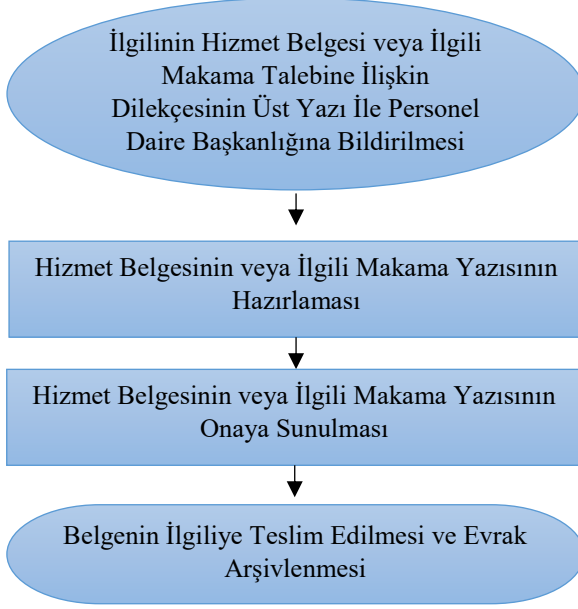 İlgilinin Hizmet Belgesi veya İlgili
Makama Talebine İlişkin
Dilekçesinin Üst Yazı İle Personel
Daire Başkanlığına Bildirilmesi
Hizmet Belgesinin veya İlgili Makama Yazısının
Hazırlaması
Hizmet Belgesinin veya İlgili Makama Yazısının
Onaya Sunulması
Belgenin İlgiliye Teslim Edilmesi ve Evrak
Arşivlenmesi